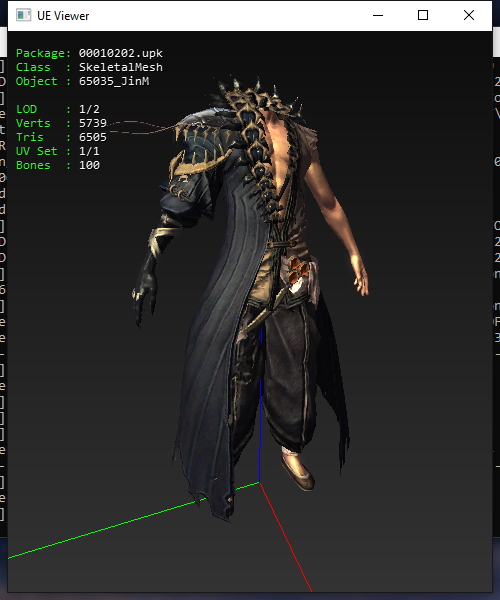 UE Viewer
Package: 00010202.upk
Class : SkeletalMesh
Object : 65035_JinM
LOD : 1/2
Verts : 5739
Tris : 6505
UV Set : 1/1
Bones : 100